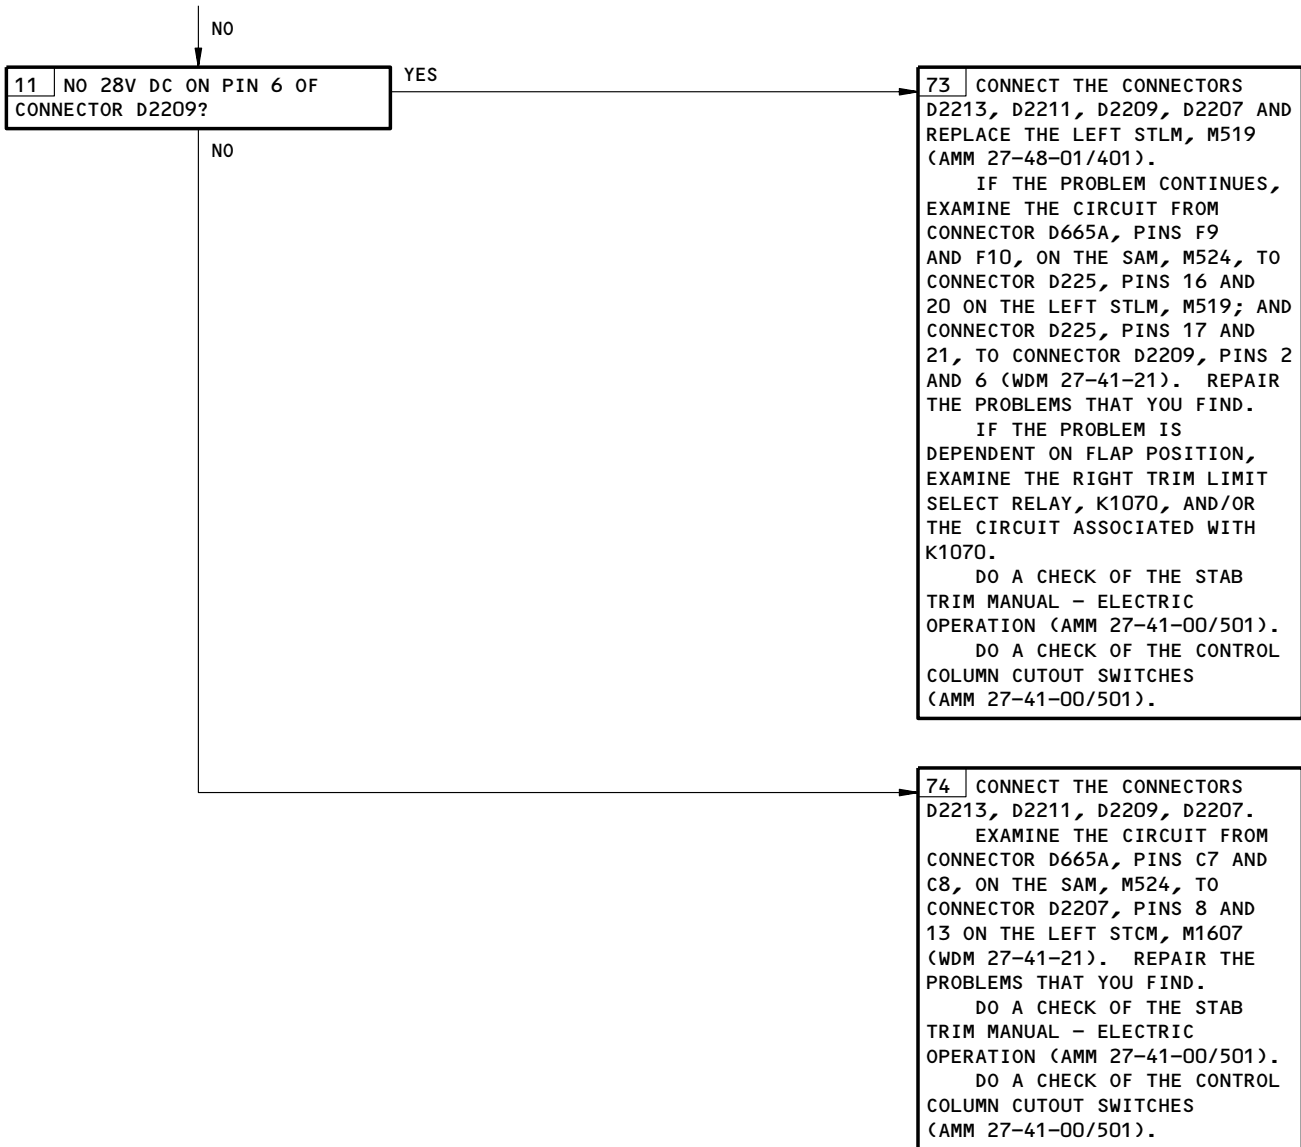 NO
11 NO 28V DC ON PIN 6 OF
CONNECTOR D2209?
YES
NO
73 CONNECT THE CONNECTORS
D2213, D2211, D2209, D2207 AND
REPLACE THE LEFT STLM, M519
(AMM 27-48-01/401).
IF THE PROBLEM CONTINUES,
EXAMINE THE CIRCUIT FROM
CONNECTOR D665A, PINS F9
AND F10, ON THE SAM, M524, TO
CONNECTOR D225, PINS 16 AND
20 ON THE LEFT STLM, M519; AND
CONNECTOR D225, PINS 17 AND
21, TO CONNECTOR D2209, PINS 2
AND 6 (WDM 27-41-21). REPAIR
THE PROBLEMS THAT YOU FIND.
IF THE PROBLEM IS
DEPENDENT ON FLAP POSITION,
EXAMINE THE RIGHT TRIM LIMIT
SELECT RELAY, K1070, AND/OR
THE CIRCUIT ASSOCIATED WITH
K1070.
DO A CHECK OF THE STAB
TRIM MANUAL - ELECTRIC
OPERATION (AMM 27-41-00/501).
DO A CHECK OF THE CONTROL
COLUMN CUTOUT SWITCHES
(AMM 27-41-00/501).
74 CONNECT THE CONNECTORS
D2213, D2211, D2209, D2207.
EXAMINE THE CIRCUIT FROM
CONNECTOR D665A, PINS C7 AND
C8, ON THE SAM, M524, TO
CONNECTOR D2207, PINS 8 AND
13 ON THE LEFT STCM, M1607
(WDM 27-41-21). REPAIR THE
PROBLEMS THAT YOU FIND.
DO A CHECK OF THE STAB
TRIM MANUAL - ELECTRIC
OPERATION (AMM 27-41-00/501).
DO A CHECK OF THE CONTROL
COLUMN CUTOUT SWITCHES
(AMM 27-41-00/501).